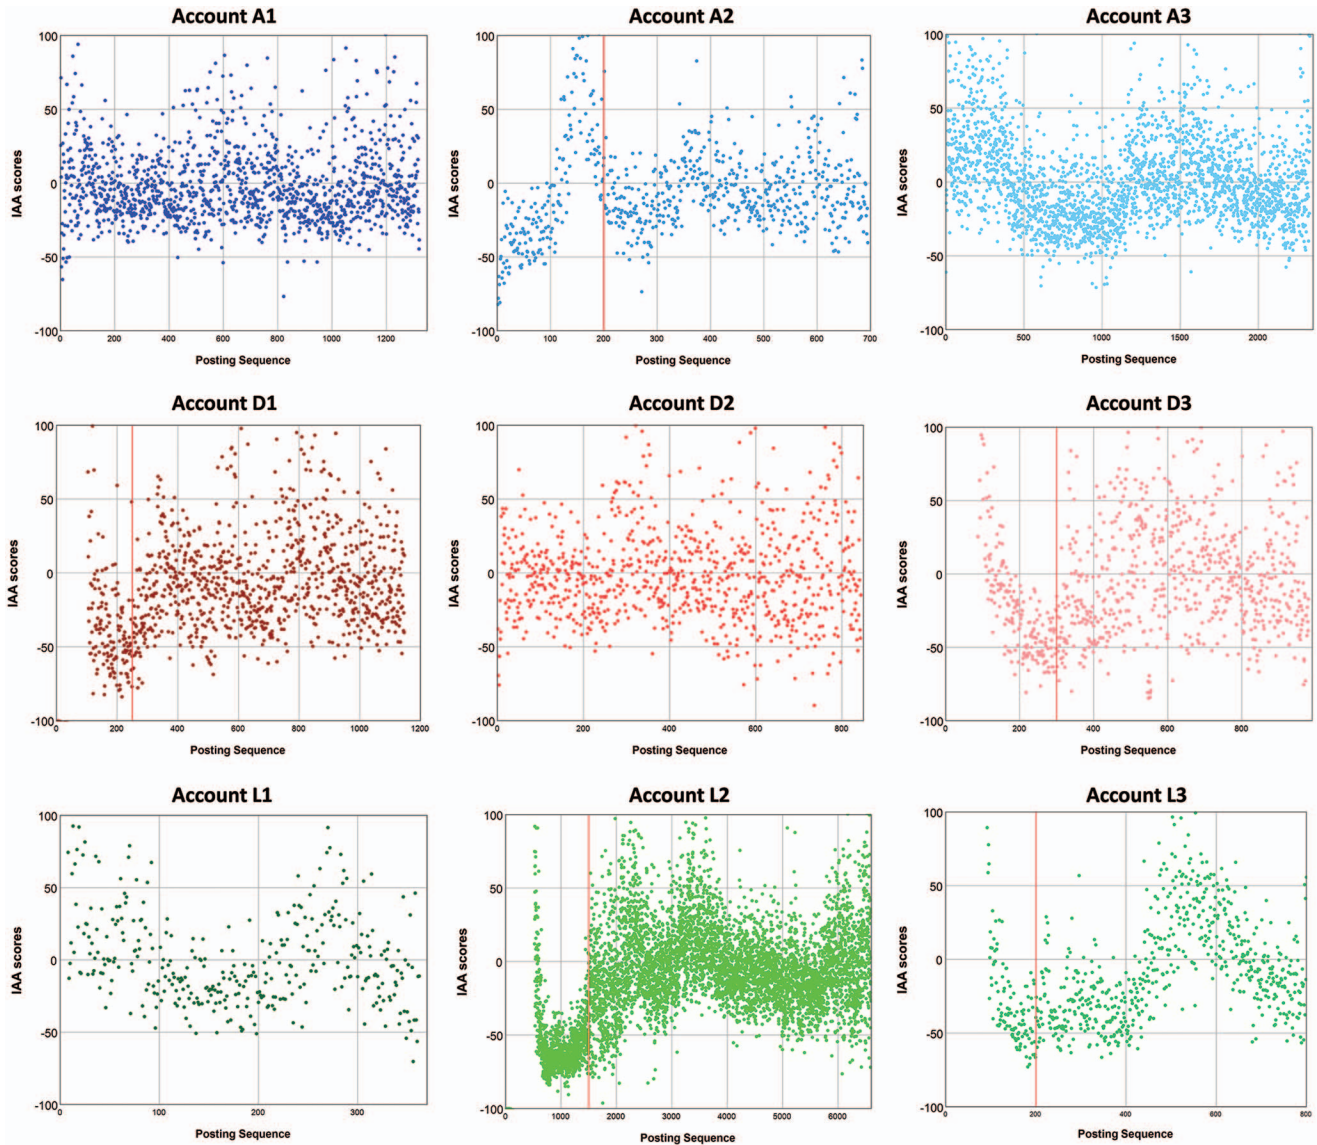 Account A1
Account A2
Account A3
100
50
0
-50
-100
IAA scores
0 200 400 600 800 1000 1200
Posting Sequence
100
50
0
-50
-100
IAA scores
0 100 200 300 400 500 600 700
Posting Sequence
100
50
0
-50
-100
IAA scores
0 500 1000 1500 2000
Posting Sequence
Account D1
Account D2
Account D3
100
50
0
-50
-100
IAA scores
0 200 400 600 800 1000 1200
Posting Sequence
100
50
0
-50
-100
IAA scores
0 200 400 600 800
Posting Sequence
100
50
0
-50
-100
IAA scores
0 200 400 600 800
Posting Sequence
Account L1
Account L2
Account L3
100
50
0
-50
-100
IAA scores
0 100 200 300
Posting Sequence
100
50
0
-50
-100
IAA scores
0 1000 2000 3000 4000 5000 6000
Posting Sequence
100
50
0
-50
-100
IAA scores
0 200 400 600 800
Posting Sequence